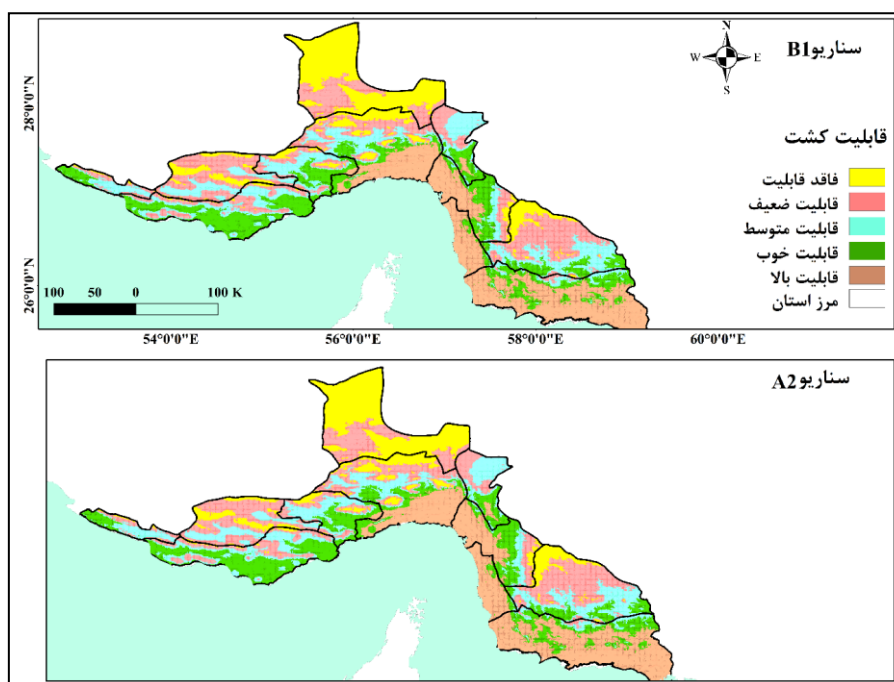 سناریوB1
N
W E
S
28°0'0"N
26°0'0"N
قابلیت کشت
فاقد قابلیت
قابلیت ضعیف
قابلیت متوسط
قابلیت خوب
قابلیت بالا
مرز استان
100 50 0 100 K
54°0'0"E 56°0'0"E 58°0'0"E 60°0'0"E
سناریوA2